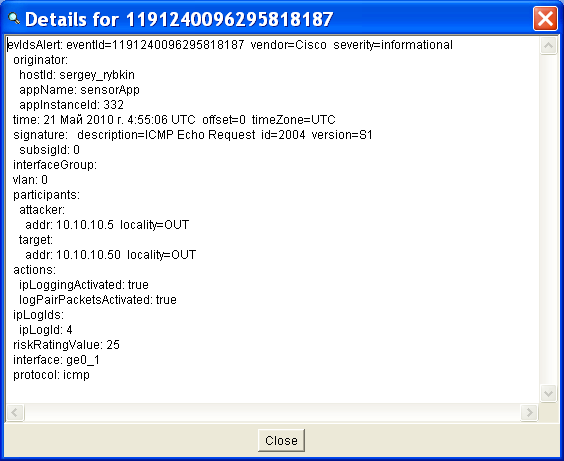 Details for 1191240096295818187
evIdsAlert: eventId=1191240096295818187 vendor=Cisco severity=informational
originator:
hostId: sergey_rybkin
appName: sensorApp
appInstanceId: 332
time: 21 Май 2010 г. 4:55:06 UTC offset=0 timeZone=UTC
signature: description=ICMP Echo Request id=2004 version=S1
subsigId: 0
interfaceGroup:
vlan: 0
participants:
attacker:
addr: 10.10.10.5 locality=OUT
target:
addr: 10.10.10.50 locality=OUT
actions:
ipLoggingActivated: true
logPairPacketsActivated: true
ipLogIds:
ipLogId: 4
riskRatingValue: 25
interface: ge0_1
protocol: icmp
Close